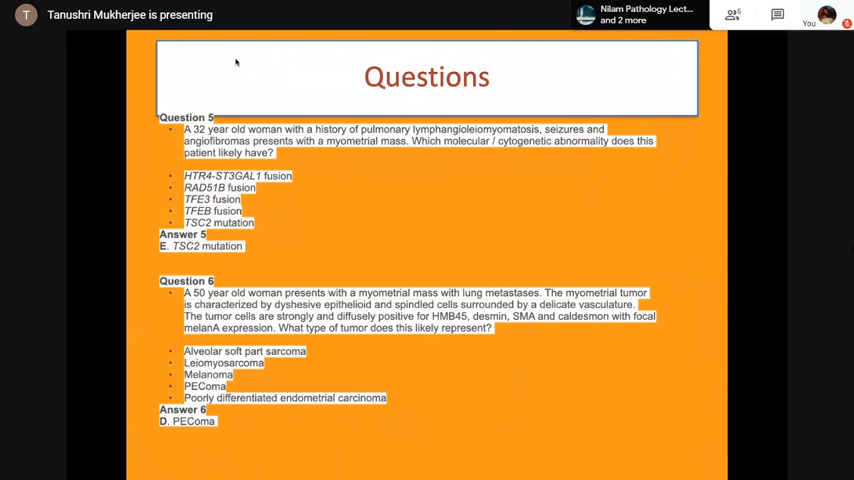 T Tanushri Mukherjee is presenting
Nilam Pathology Lect...
and 2 more
6
You
Questions
Question 5
• A 32 year old woman with a history of pulmonary lymphangioleiomyomatosis, seizures and
angiofibromas presents with a myometrial mass. Which molecular / cytogenetic abnormality does this
patient likely have?
• HTR4-ST3GAL1 fusion
• RAD51B fusion
• TFE3 fusion
• TFEB fusion
• TSC2 mutation
Answer 5
E. TSC2 mutation
Question 6
• A 50 year old woman presents with a myometrial mass with lung metastases. The myometrial tumor
is characterized by dyshesive epithelioid and spindled cells surrounded by a delicate vasculature.
The tumor cells are strongly and diffusely positive for HMB45, desmin, SMA and caldesmon with focal
melanA expression. What type of tumor does this likely represent?
• Alveolar soft part sarcoma
• Leiomyosarcoma
• Melanoma
• PEComa
• Poorly differentiated endometrial carcinoma
Answer 6
D. PEComa